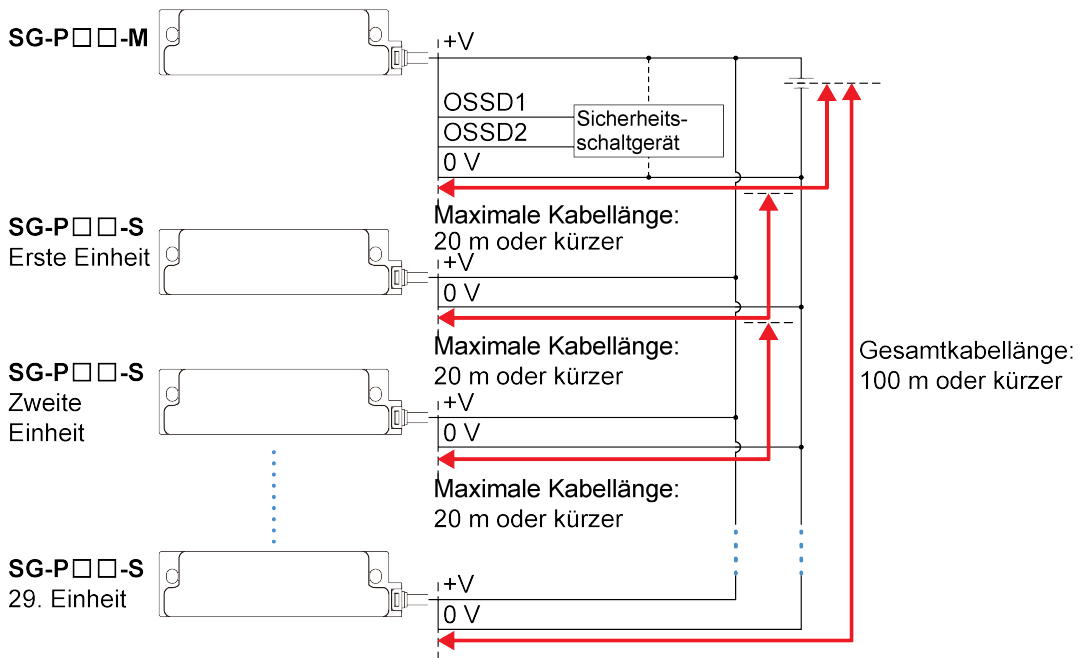 SG-P□□-M
+V
OSSD1
OSSD2
Sicherheits-
schaltgerät
0 V
Maximale Kabellänge:
20 m oder kürzer
SG-P□□-S
Erste Einheit
+V
0 V
Maximale Kabellänge:
20 m oder kürzer
Gesamtkabellänge:
100 m oder kürzer
SG-P□□-S
Zweite
Einheit
+V
0 V
Maximale Kabellänge:
20 m oder kürzer
SG-P□□-S
29. Einheit
+V
0 V